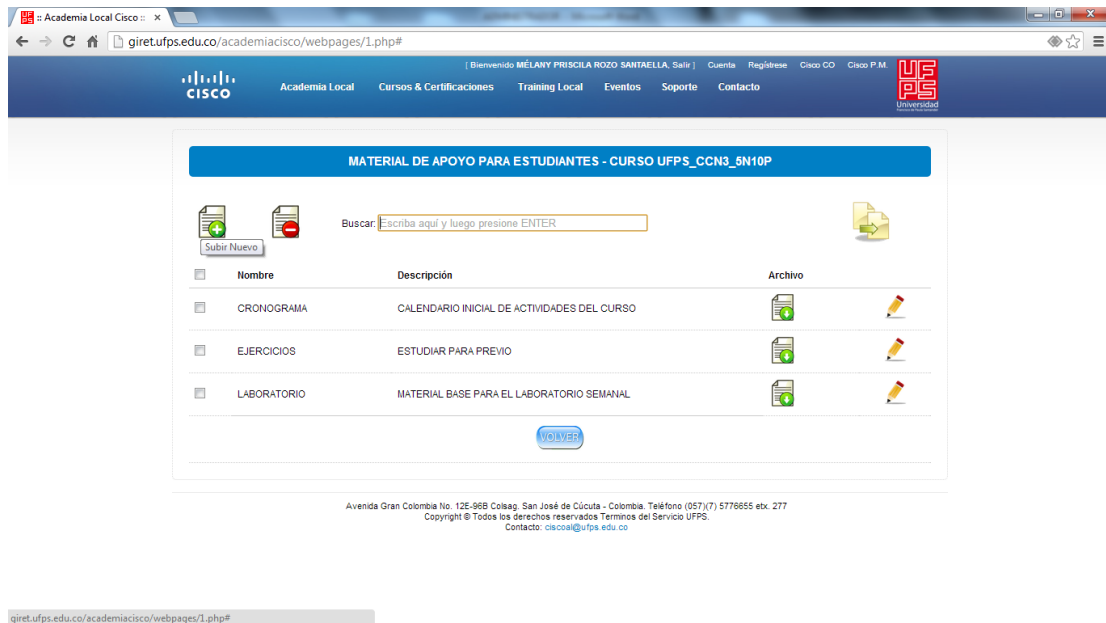 :: Academia Local Cisco ::
giret.ufps.edu.co/academiacisco/webpages/1.php#
[ Bienvenido MÉLANY PRISCILA ROZO SANTAELLA, Salir ] Cuenta Regístrese Cisco CO Cisco P.M.
CISCO
Academia Local Cursos & Certificaciones Training Local Eventos Soporte Contacto
UFPS
Universidad
MATERIAL DE APOYO PARA ESTUDIANTES - CURSO UFPS_CCN3_5N10P
Buscar: Escriba aquí y luego presione ENTER
Subir Nuevo
Nombre Descripción Archivo
CRONOGRAMA CALENDARIO INICIAL DE ACTIVIDADES DEL CURSO
EJERCICIOS ESTUDIAR PARA PREVIO
LABORATORIO MATERIAL BASE PARA EL LABORATORIO SEMANAL
VOLVER
Avenida Gran Colombia No. 12E-96B Colsag. San José de Cúcuta - Colombia. Teléfono (057)(7) 5776655 etx. 277
Copyright © Todos los derechos reservados Terminos del Servicio UFPS.
Contacto: ciscoal@ufps.edu.co
giret.ufps.edu.co/academiacisco/webpages/1.php#